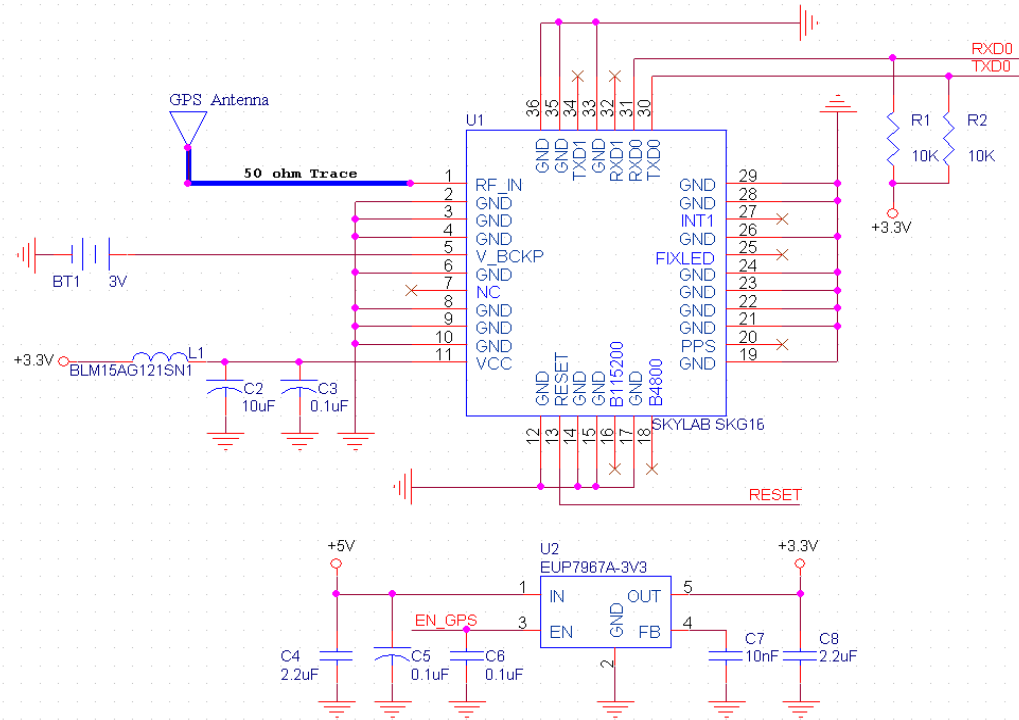 RXD0
TXD0
GPS Antenna
U1
36
35
34
33
32
31
30
GND
GND
TXD1
GND
RXD1
RXD0
TXD0
R1
10K
R2
10K
+3.3V
50 ohm Trace
1 RF_IN
2 GND
3 GND
4 GND
5 V_BCKP
6 GND
7 NC
8 GND
9 GND
10 GND
11 VCC
GND 29
GND 28
INT1 27
GND 26
FIXLED 25
GND 24
GND 23
GND 22
GND 21
PPS 20
GND 19
BT1 3V
+3.3V
L1
BLM15AG121SN1
C2
10uF
C3
0.1uF
GND
RESET
GND
GND
B115200
GND
B4800
12
13
14
15
16
17
18
SKYLAB SKG16
RESET
+5V
U2
EUP7967A-3V3
+3.3V
1 IN
OUT 5
EN_GPS
3 EN
GND
FB 4
2
C4
2.2uF
C5
0.1uF
C6
0.1uF
C7
10nF
C8
2.2uF